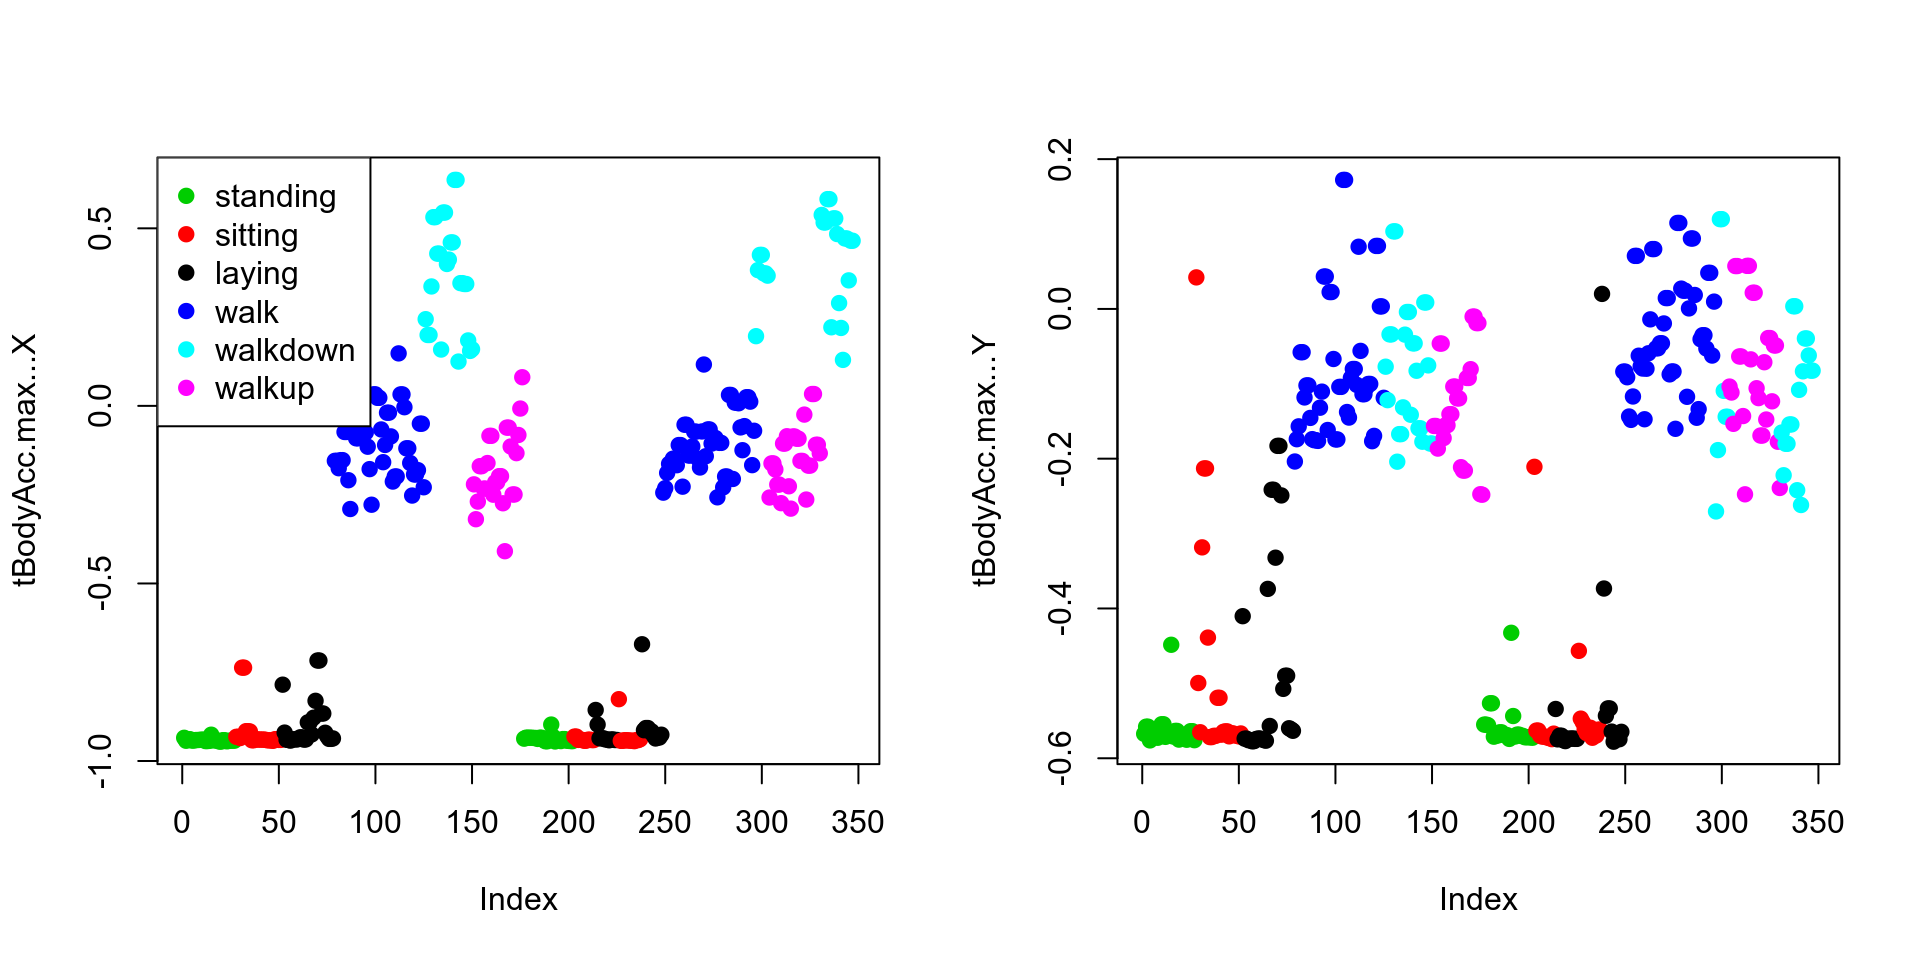 tBodyAcc.max...X
0.5
0.0
-0.5
-1.0
standing
sitting
laying
walk
walkdown
walkup
0 50 100 150 200 250 300 350
Index
tBodyAcc.max...Y
0.2
0.0
-0.2
-0.4
-0.6
0 50 100 150 200 250 300 350
Index